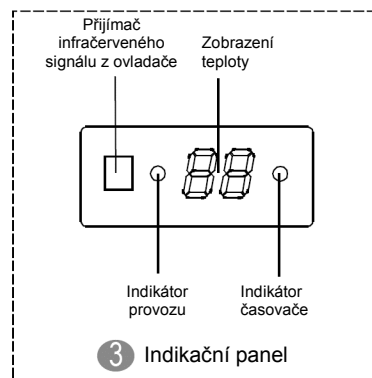 Přijímač
infračerveného
signálu z ovladače
Zobrazení
teploty
88
Indikátor
provozu
Indikátor
časovače
3 Indikační panel